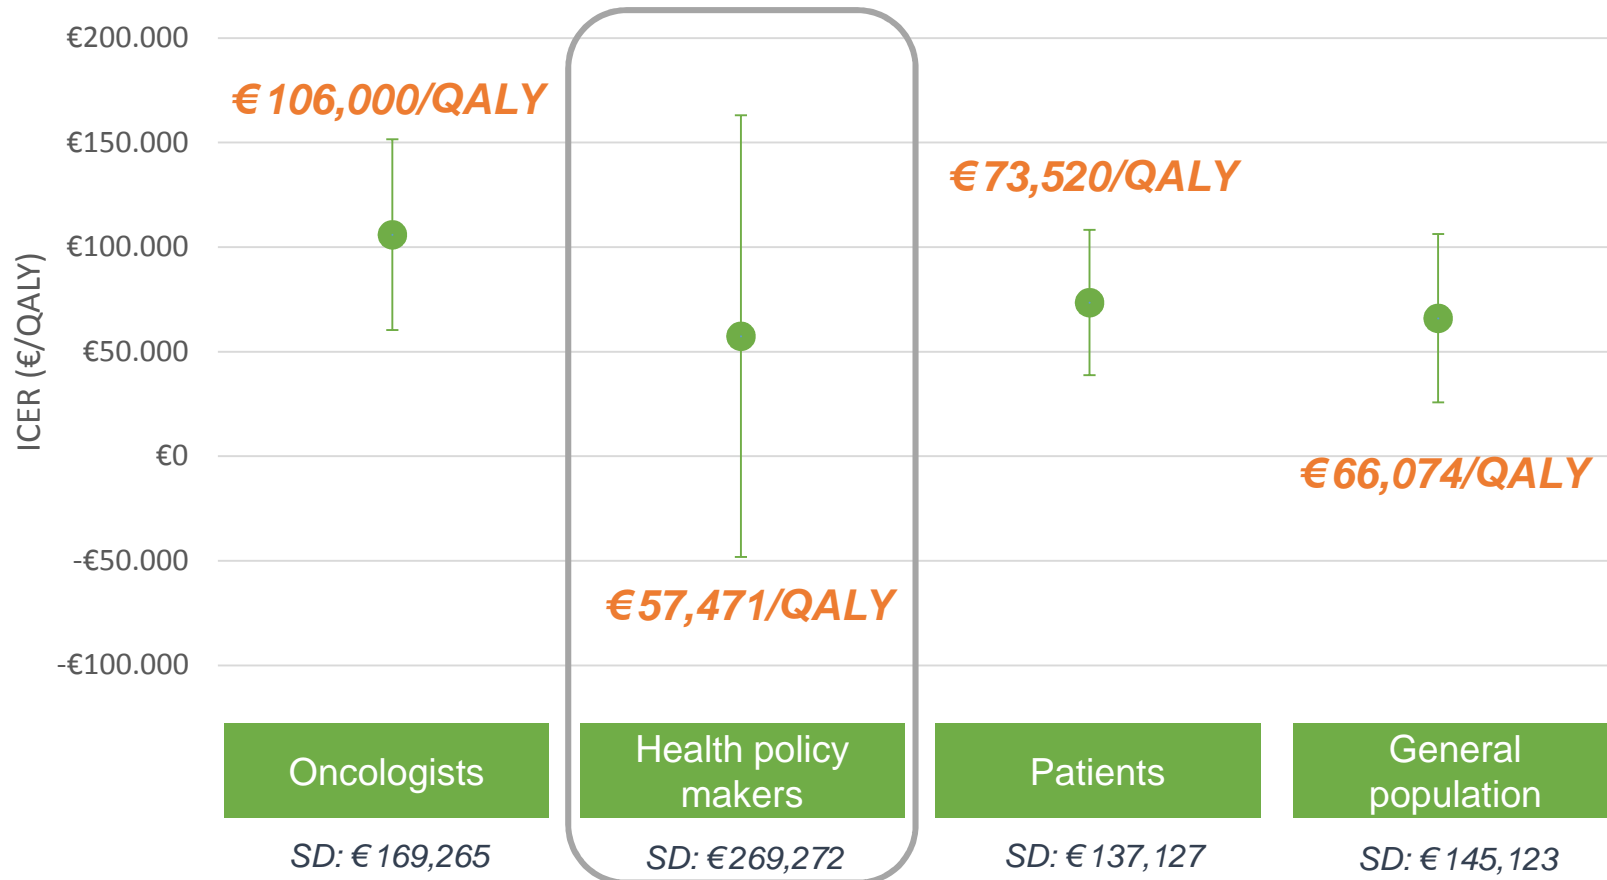 €200.000
€106,000/QALY
€150.000
€73,520/QALY
€100.000
ICER (€/QALY)
€50.000
€0
€66,074/QALY
-€50.000
€57,471/QALY
-€100.000
Oncologists
Health policy
makers
Patients
General
population
SD: €169,265
SD: €269,272
SD: €137,127
SD: €145,123